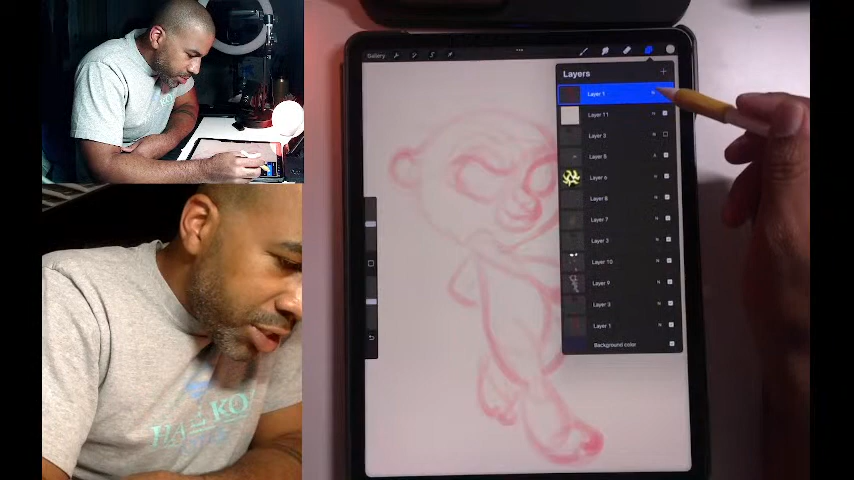 Gallery
Layers
Layer 1 N
Layer 11 N
Layer 3 N
Layer 5 A
Layer 6 N
Layer 8 N
Layer 7 N
Layer 3 N
Layer 10 N
Layer 9 N
Layer 3 N
Layer 1 N
Background color